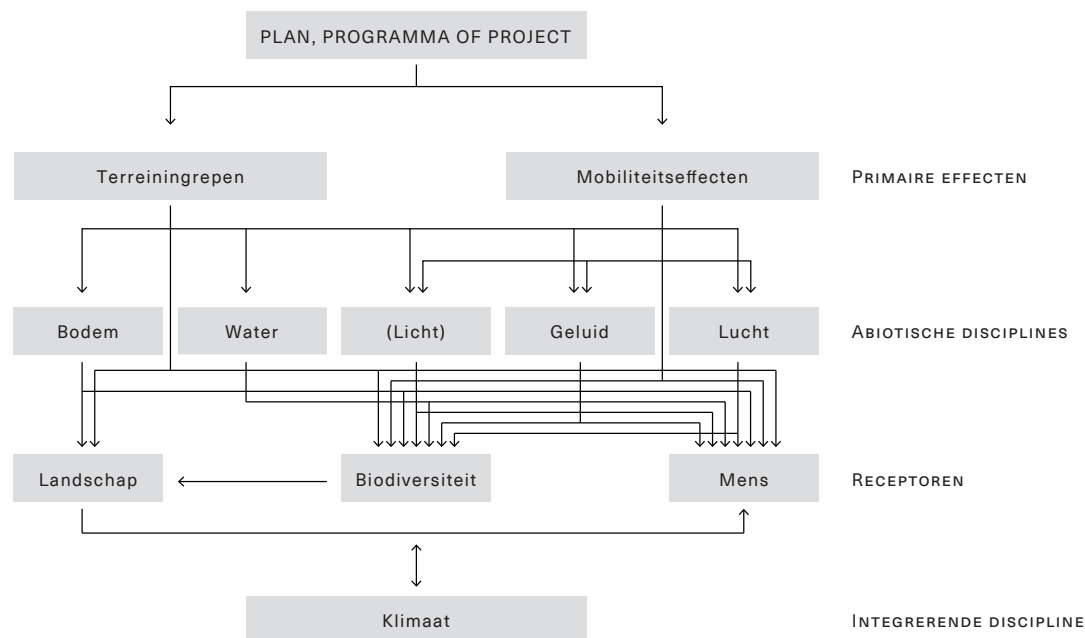 PLAN, PROGRAMMA OF PROJECT
Terreiningrepen
Mobiliteitseffecten
PRIMAIRE EFFECTEN
Bodem
Water
(Licht)
Geluid
Lucht
ABIOTISCHE DISCIPLINES
Landschap
Biodiversiteit
Mens
RECEPTOREN
Klimaat
INTEGRERENDE DISCIPLINE